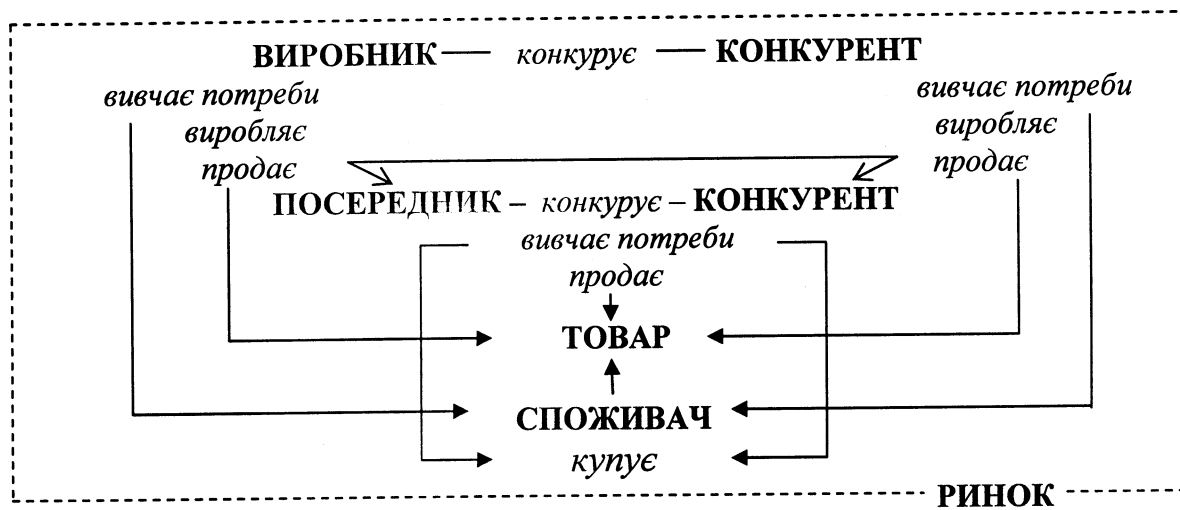 ВИРОБНИК — конкурує — КОНКУРЕНТ
вивчає потреби
виробляє
продає
вивчає потреби
виробляє
продає
ПОСЕРЕДНИК – конкурує – КОНКУРЕНТ
вивчає потреби
продає
ТОВАР
СПОЖИВАЧ
купує
РИНОК